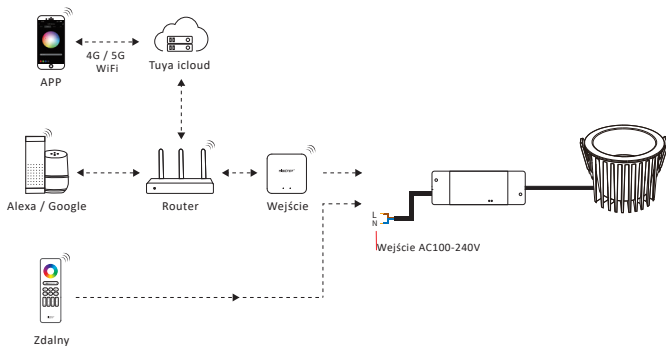 4G / 5G
WiFi
APP
Tuya icloud
Alexa / Google
Router
Wejście
L
N
Wejście AC100-240V
Zdalny